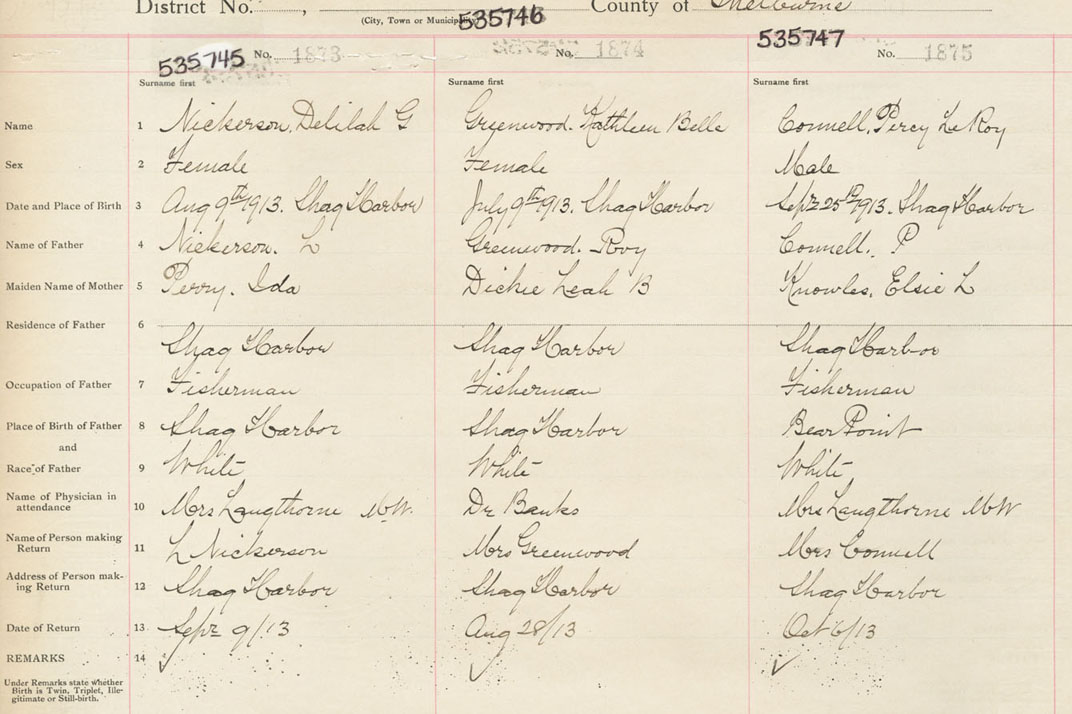 District No. , County of Shelburne
(City, Town or Municipality)
535745 No. 1873
535746 No. 1874
535747 No. 1875
Surname first Surname first Surname first
Name 1 Nickerson, Delilah G Greenwood. Kathleen Belle Connell, Percy LeRoy
Sex 2 Female Female Male
Date and Place of Birth 3 Aug 9th 1913. Shag Harbor July 9th 1913. Shag Harbor Sept 25th 1913. Shag Harbor
Name of Father 4 Nickerson. L Greenwood. Rovy Connell. P
Maiden Name of Mother 5 Perry. Ida Dickie Leah B Knowles, Elsie L
Residence of Father 6 Shag Harbor Shag Harbor Shag Harbor
Occupation of Father 7 Fisherman Fisherman Fisherman
Place of Birth of Father 8 Shag Harbor Shag Harbor Bear Point
and
Race of Father 9 White White White
Name of Physician in
attendance 10 Mrs Langthorne M.W. Dr Banks Mrs Langthorne MW
Name of Person making
Return 11 L Nickerson Mrs Greenwood Mrs Connell
Address of Person mak-
ing Return 12 Shag Harbor Shag Harbor Shag Harbor
Date of Return 13 Sept 9/13 Aug 28/13 Oct 6/13
REMARKS 14
Under Remarks state whether
Birth is Twin, Triplet, Ille-
gitimate or Still-birth.